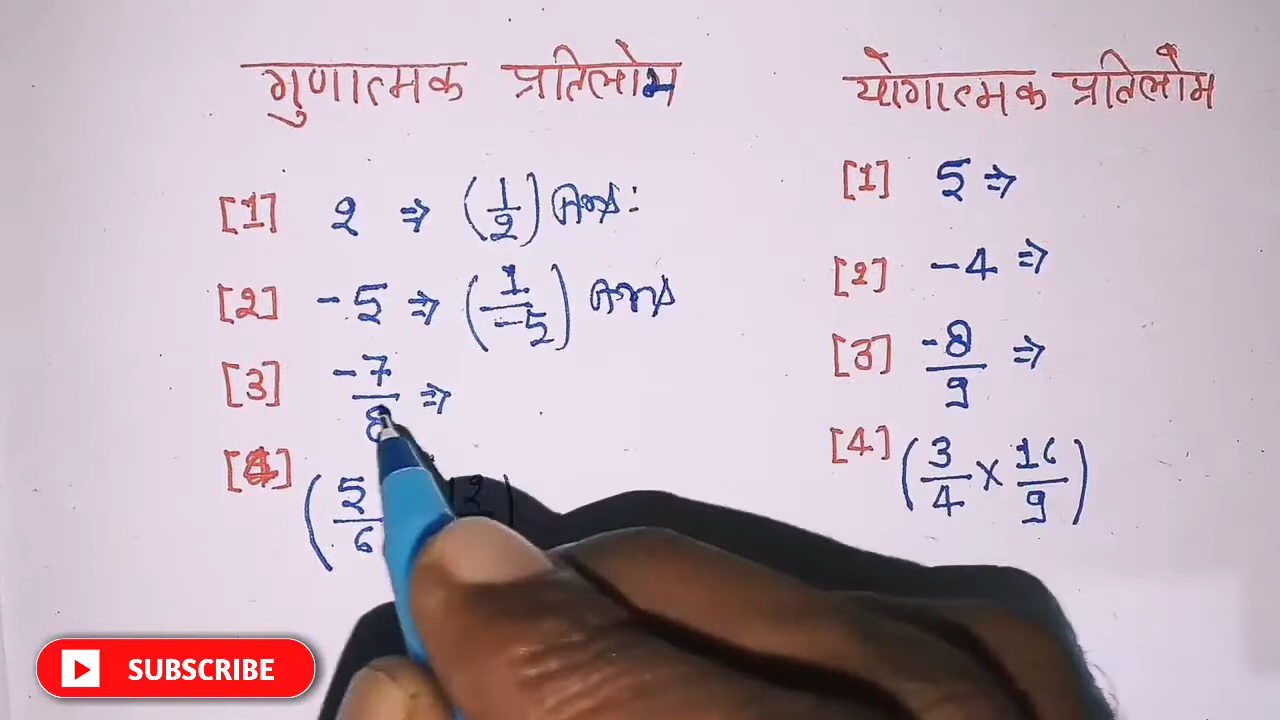 गुणात्मक प्रतिलोम
[1] 2 ⇒ (1/2) Ans:
[2] -5 ⇒ (1/-5) Ans
[3] -7/8 ⇒
[4] (5/6 2)
योगात्मक प्रतिलोम
[1] 5 ⇒
[2] -4 ⇒
[3] -8/9 ⇒
[4] (3/4 × 16/9)
SUBSCRIBE